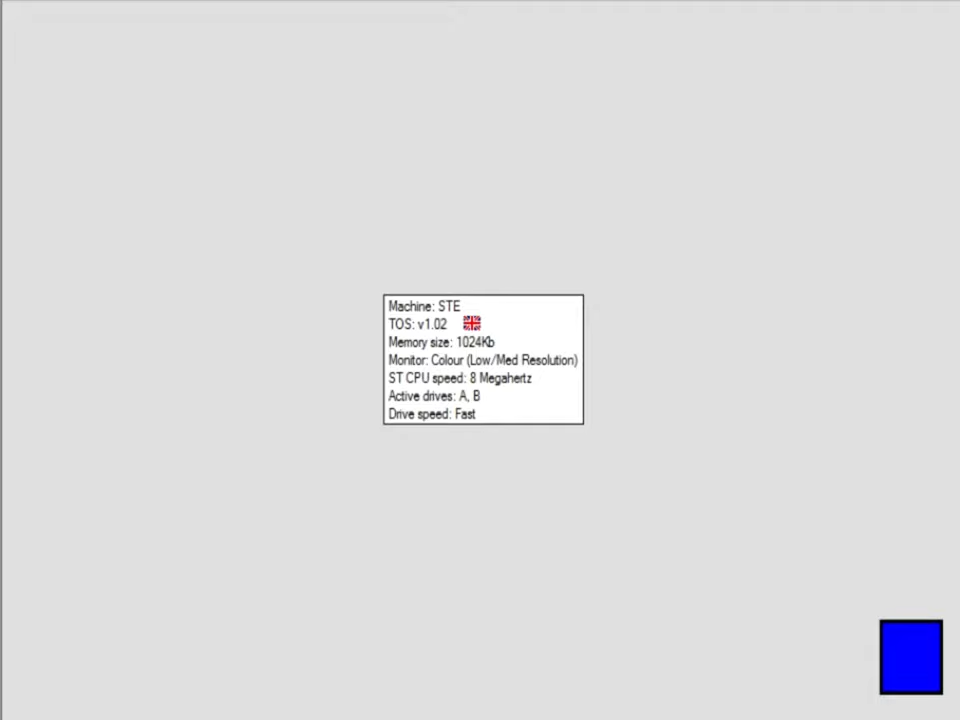 Machine: STE
TOS: v1.02
Memory size: 1024Kb
Monitor: Colour (Low/Med Resolution)
ST CPU speed: 8 Megahertz
Active drives: A, B
Drive speed: Fast